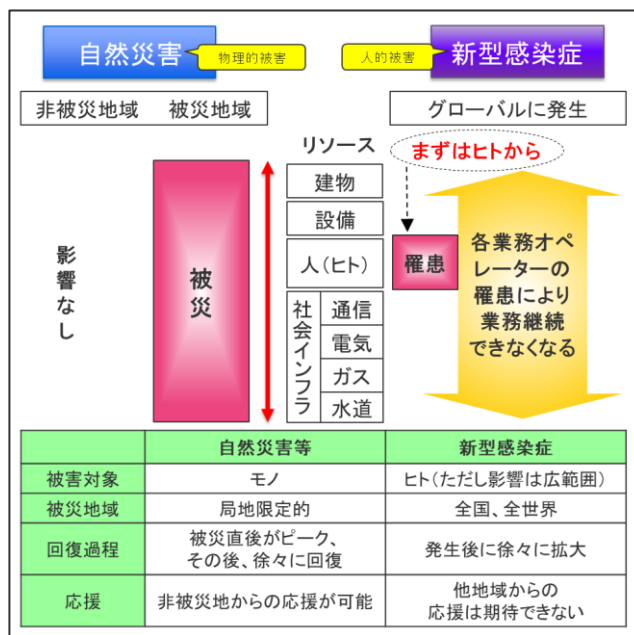 自然災害
物理的被害
人的被害
新型感染症
非被災地域
被災地域
グローバルに発生
リソース
まずはヒトから
建物
設備
人(ヒト)
社会インフラ
通信
電気
ガス
水道
影響なし
被災
罹患
各業務オペ
レーターの
罹患により
業務継続
できなくなる
自然災害等
新型感染症
被害対象
モノ
ヒト(ただし影響は広範囲)
被災地域
局地限定的
全国、全世界
回復過程
被災直後がピーク、
その後、徐々に回復
発生後に徐々に拡大
応援
非被災地からの応援が可能
他地域からの
応援は期待できない